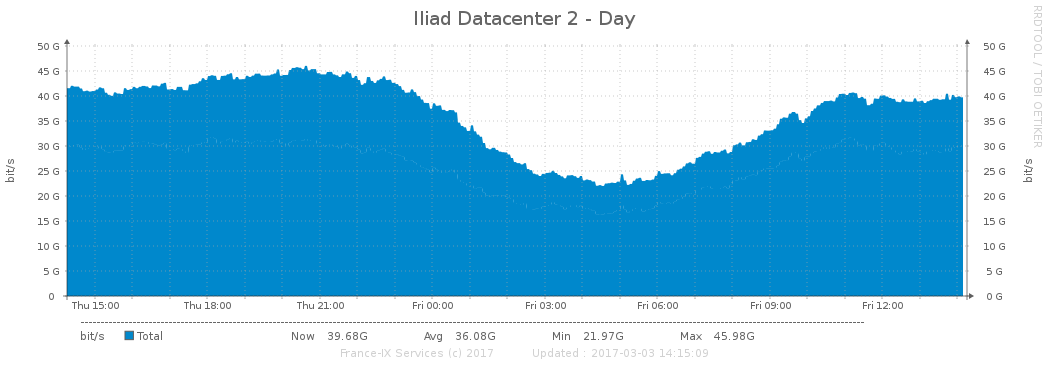 Iliad Datacenter 2 - Day
RRDTOOL / TOBI OETIKER
bit/s
50 G 50 G
45 G 45 G
40 G 40 G
35 G 35 G
30 G 30 G
25 G 25 G
20 G 20 G
15 G 15 G
10 G 10 G
5 G 5 G
0 0 G
bit/s
Thu 15:00 Thu 18:00 Thu 21:00 Fri 00:00 Fri 03:00 Fri 06:00 Fri 09:00 Fri 12:00
bit/s Total Now 39.68G Avg 36.08G Min 21.97G Max 45.98G
France-IX Services (c) 2017 Updated : 2017-03-03 14:15:09